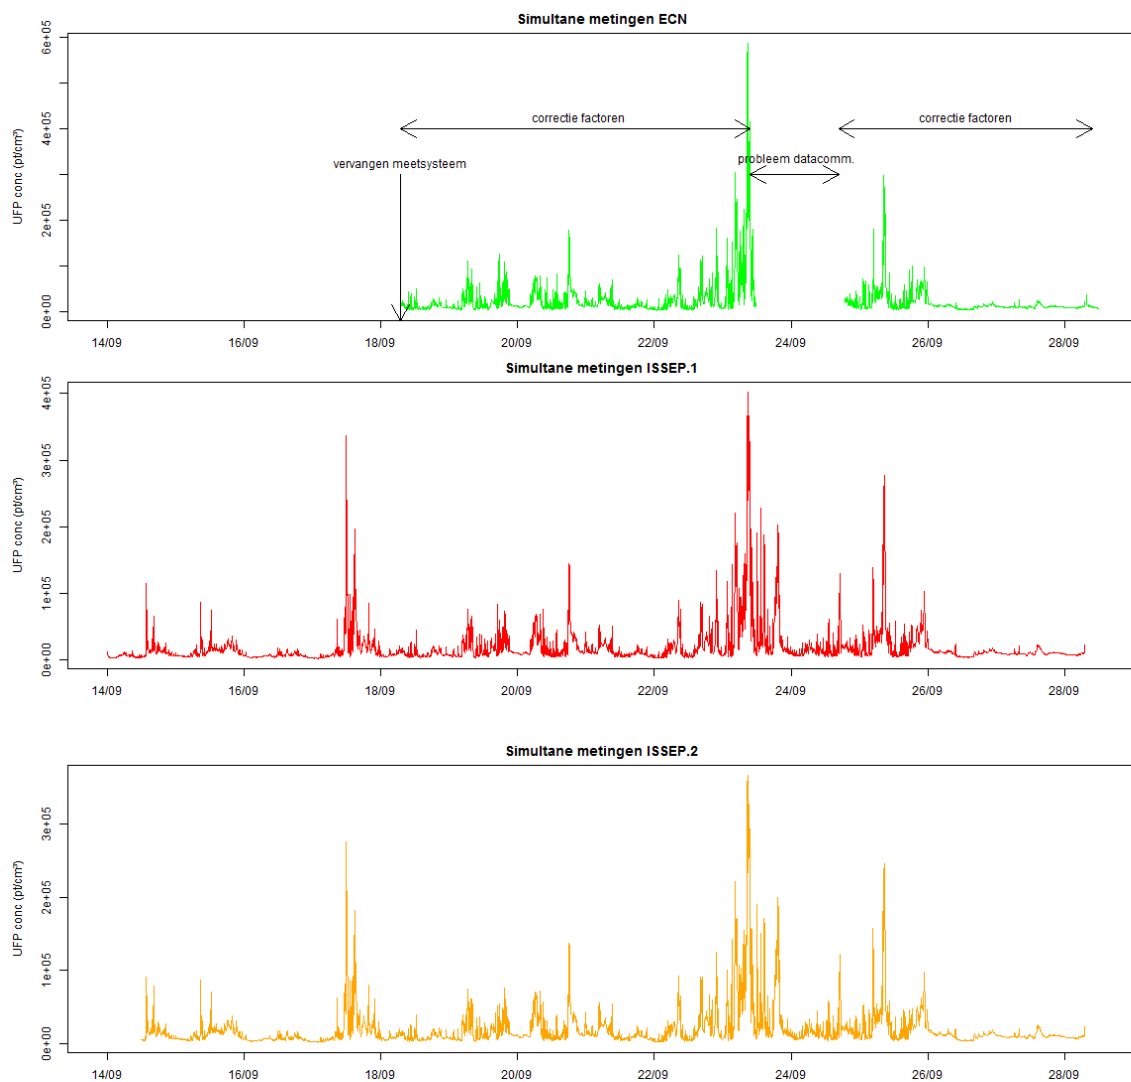 Simultane metingen ECN
UFP conc (pt/cm³)
6e+05
4e+05
2e+05
0e+00
correctie factoren
correctie factoren
vervangen meetsysteem
probleem datacomm.
14/09 16/09 18/09 20/09 22/09 24/09 26/09 28/09
Simultane metingen ISSEP.1
UFP conc (pt/cm³)
4e+05
3e+05
2e+05
1e+05
0e+00
14/09 16/09 18/09 20/09 22/09 24/09 26/09 28/09
Simultane metingen ISSEP.2
UFP conc (pt/cm³)
3e+05
2e+05
1e+05
0e+00
14/09 16/09 18/09 20/09 22/09 24/09 26/09 28/09